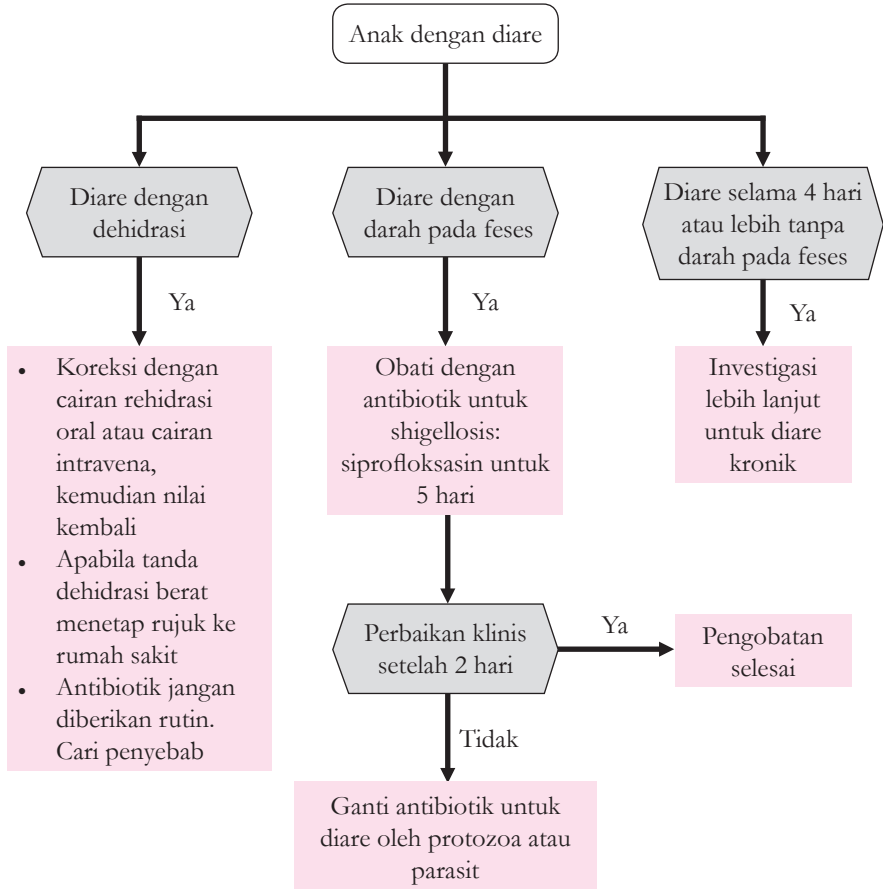 Anak dengan diare
Diare dengan
dehidrasi
Diare dengan
darah pada feses
Diare selama 4 hari
atau lebih tanpa
darah pada feses
Ya
Ya
Ya
• Koreksi dengan
cairan rehidrasi
oral atau cairan
intravena,
kemudian nilai
kembali
• Apabila tanda
dehidrasi berat
menetap rujuk ke
rumah sakit
• Antibiotik jangan
diberikan rutin.
Cari penyebab
Obati dengan
antibiotik untuk
shigellosis:
siprofloksasin untuk
5 hari
Investigasi
lebih lanjut
untuk diare
kronik
Perbaikan klinis
setelah 2 hari
Ya
Pengobatan
selesai
Tidak
Ganti antibiotik untuk
diare oleh protozoa atau
parasit